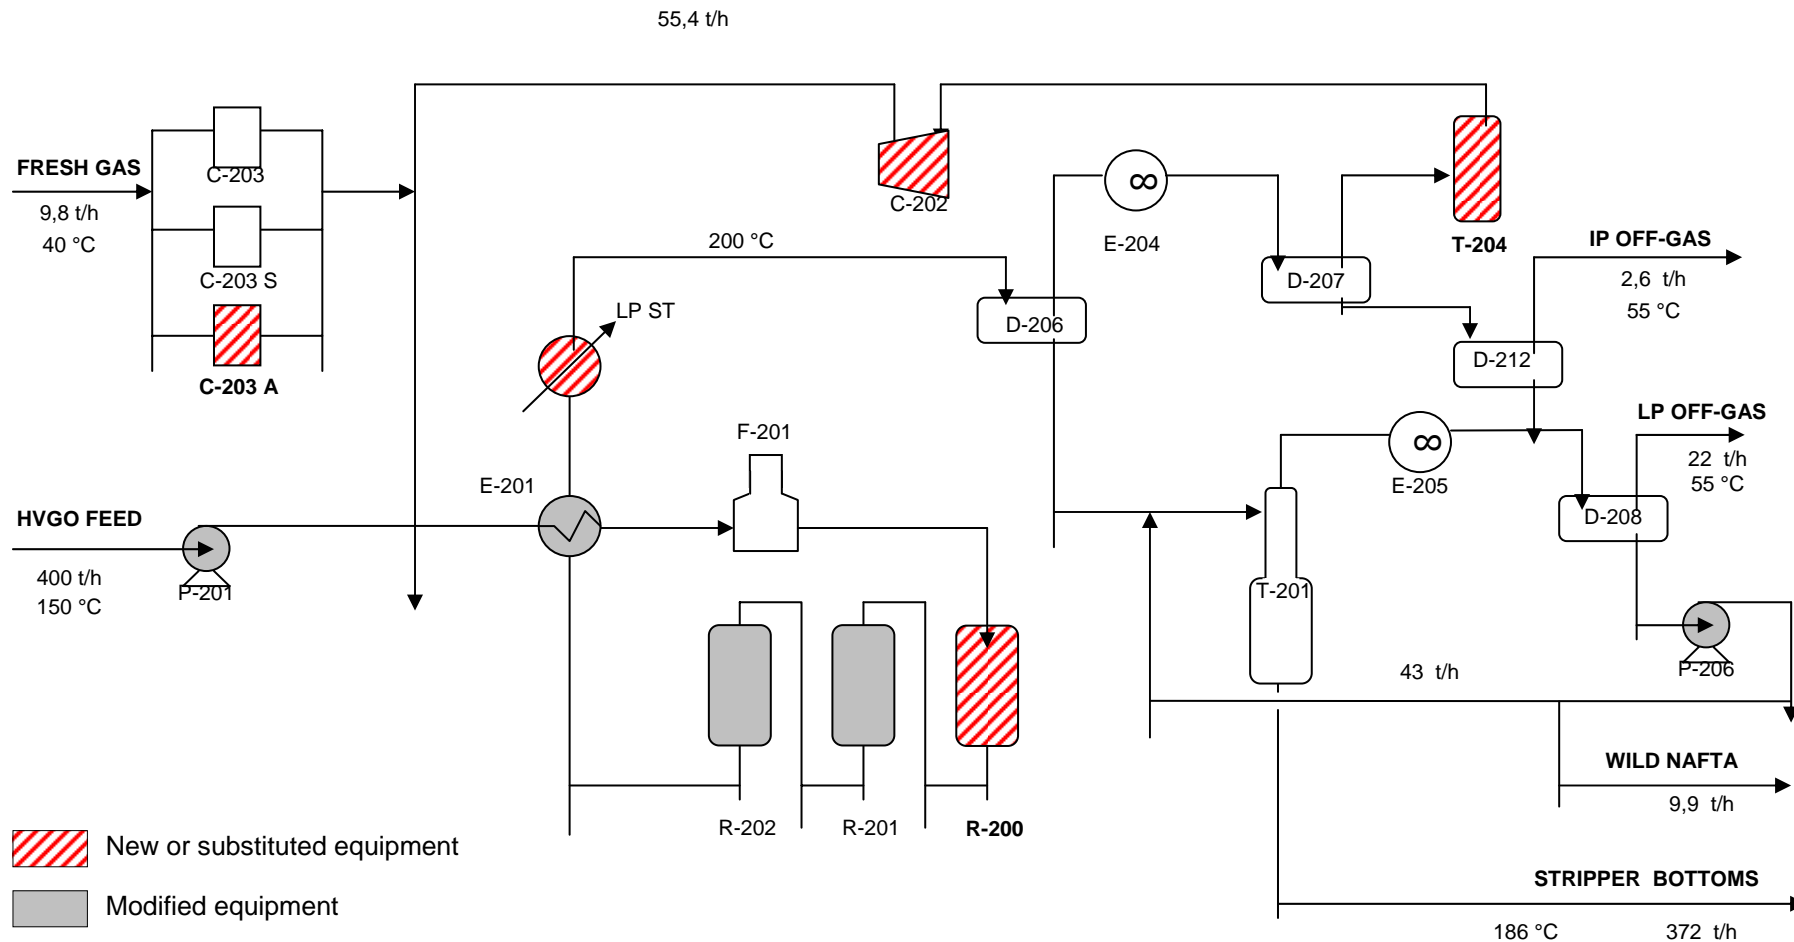 55,4 t/h
C-203
FRESH GAS
9,8 t/h
40 °C
C-203 S
C-203 A
C-202
∞
E-204
200 °C
T-204
D-207
IP OFF-GAS
2,6 t/h
55 °C
LP ST
D-206
D-212
LP OFF-GAS
22 t/h
55 °C
F-201
∞
E-205
E-201
HVGO FEED
400 t/h
150 °C
P-201
D-208
T-201
P-206
43 t/h
WILD NAFTA
9,9 t/h
R-202
R-201
R-200
STRIPPER BOTTOMS
186 °C
372 t/h
New or substituted equipment
Modified equipment